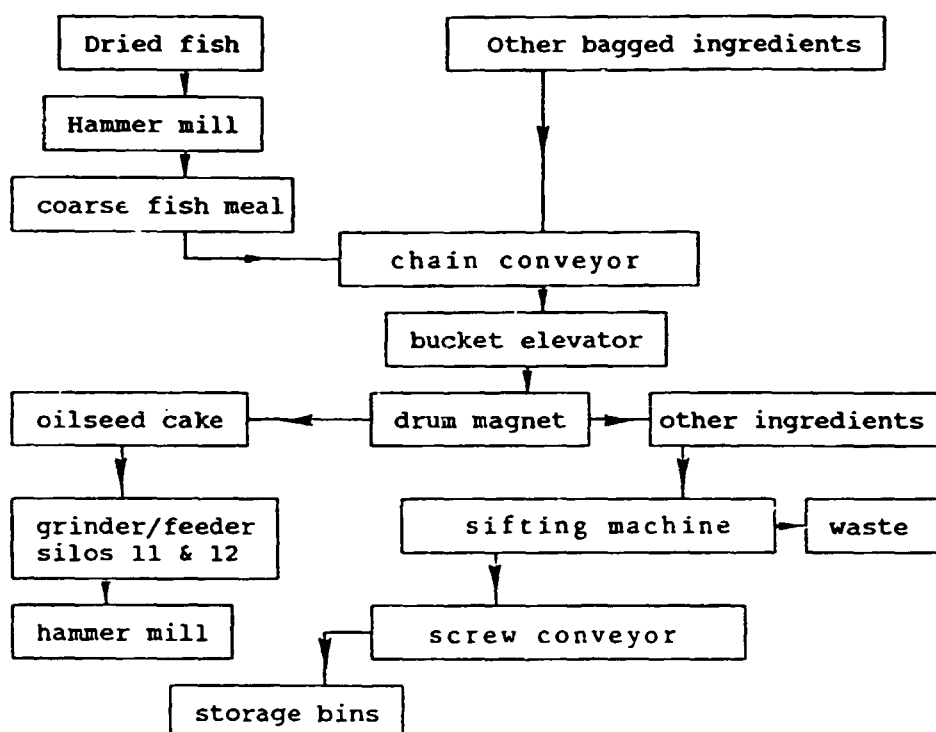 Dried fish
Other bagged ingredients
Hammer mill
coarse fish meal
chain conveyor
bucket elevator
oilseed cake
drum magnet
other ingredients
grinder/feeder
silos 11 & 12
sifting machine
waste
hammer mill
screw conveyor
storage bins